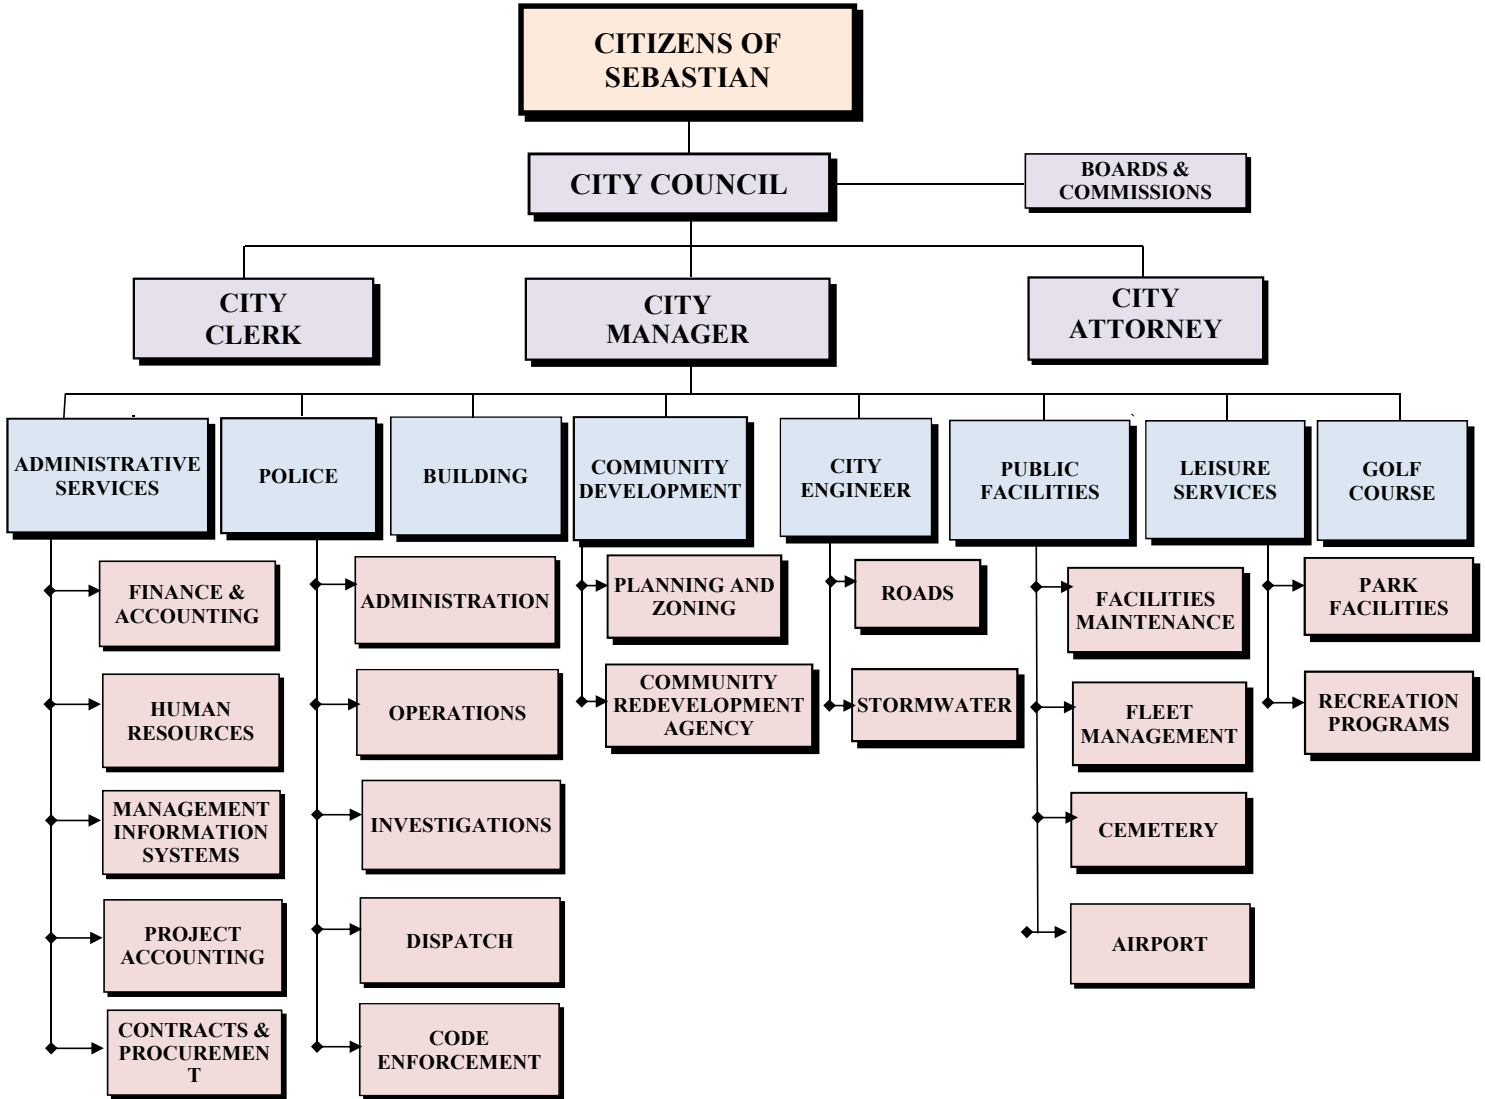 CITIZENS OF
SEBASTIAN
CITY COUNCIL
BOARDS &
COMMISSIONS
CITY
CLERK
CITY
MANAGER
CITY
ATTORNEY
ADMINISTRATIVE
SERVICES
POLICE
BUILDING
COMMUNITY
DEVELOPMENT
CITY
ENGINEER
PUBLIC
FACILITIES
LEISURE
SERVICES
GOLF
COURSE
FINANCE &
ACCOUNTING
HUMAN
RESOURCES
MANAGEMENT
INFORMATION
SYSTEMS
PROJECT
ACCOUNTING
CONTRACTS &
PROCUREMEN
T
ADMINISTRATION
OPERATIONS
INVESTIGATIONS
DISPATCH
CODE
ENFORCEMENT
PLANNING AND
ZONING
COMMUNITY
REDEVELOPMENT
AGENCY
ROADS
STORMWATER
FACILITIES
MAINTENANCE
FLEET
MANAGEMENT
CEMETERY
AIRPORT
PARK
FACILITIES
RECREATION
PROGRAMS